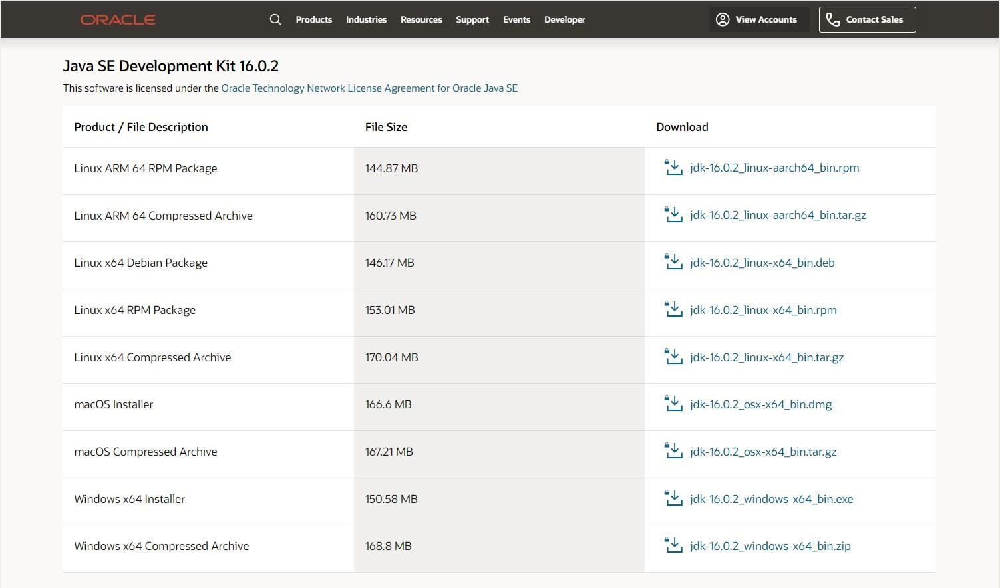 ORACLE Products Industries Resources Support Events Developer View Accounts Contact Sales
Java SE Development Kit 16.0.2
This software is licensed under the Oracle Technology Network License Agreement for Oracle Java SE
Product / File Description File Size Download
Linux ARM 64 RPM Package 144.87 MB jdk-16.0.2_linux-aarch64_bin.rpm
Linux ARM 64 Compressed Archive 160.73 MB jdk-16.0.2_linux-aarch64_bin.tar.gz
Linux x64 Debian Package 146.17 MB jdk-16.0.2_linux-x64_bin.deb
Linux x64 RPM Package 153.01 MB jdk-16.0.2_linux-x64_bin.rpm
Linux x64 Compressed Archive 170.04 MB jdk-16.0.2_linux-x64_bin.tar.gz
macOS Installer 166.6 MB jdk-16.0.2_osx-x64_bin.dmg
macOS Compressed Archive 167.21 MB jdk-16.0.2_osx-x64_bin.tar.gz
Windows x64 Installer 150.58 MB jdk-16.0.2_windows-x64_bin.exe
Windows x64 Compressed Archive 168.8 MB jdk-16.0.2_windows-x64_bin.zip